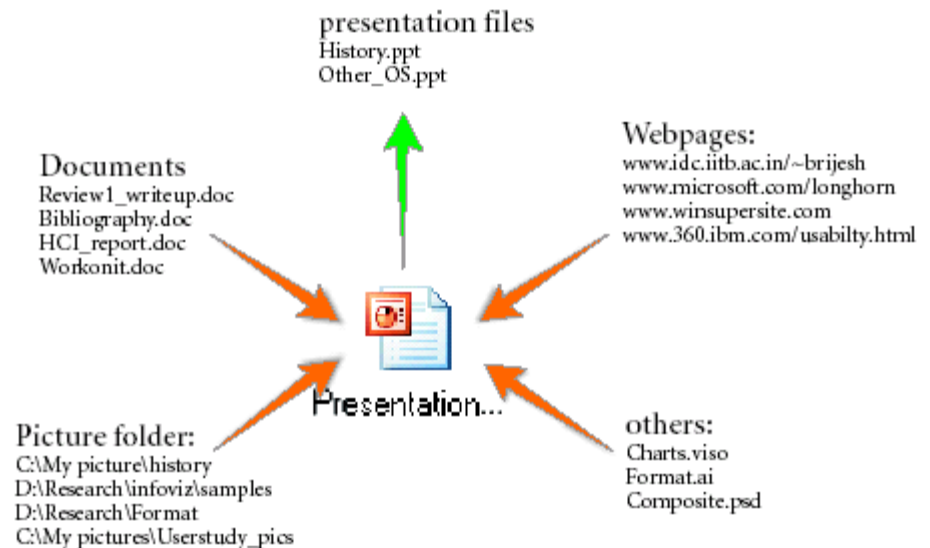 presentation files
History.ppt
Other_OS.ppt
Documents
Review1_writeup.doc
Bibliography.doc
HCI_report.doc
Workonit.doc
Webpages:
www.idc.iitb.ac.in/~brijesh
www.microsoft.com/longhorn
www.winsupersite.com
www.360.ibm.com/usabilty.html
Presentation...
Picture folder:
C:\My picture\history
D:\Research\infoviz\samples
D:\Research\Format
C:\My pictures\Userstudy_pics
others:
Charts.viso
Format.ai
Composite.psd